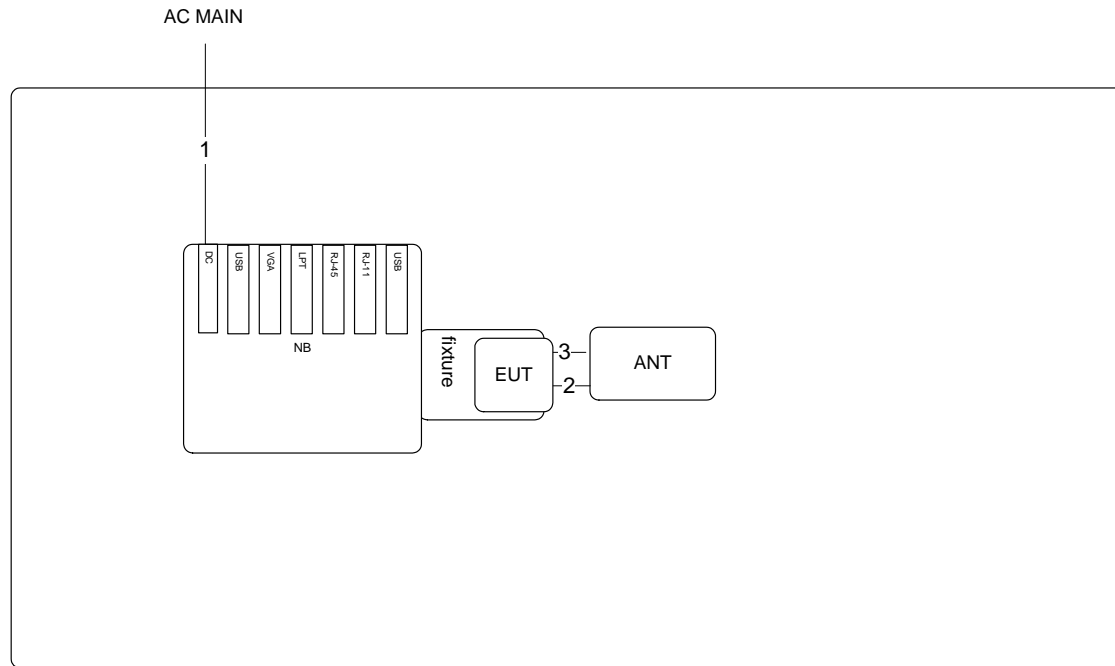 AC MAIN
1
DC
USB
VGA
LPT
RJ-45
RJ-11
USB
NB
fixture
EUT
3
2
ANT